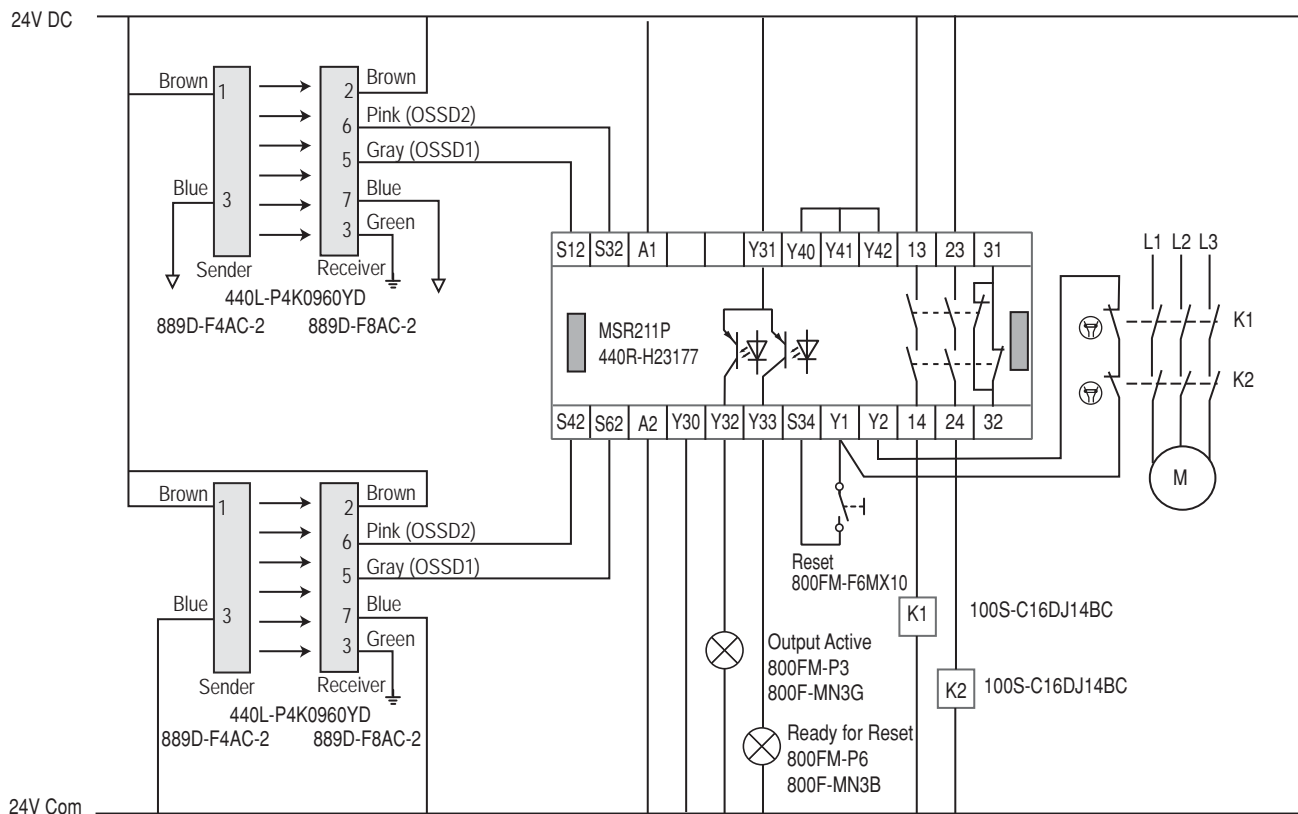 24V DC
Brown
1
2
Brown
6
Pink (OSSD2)
5
Gray (OSSD1)
Blue
3
7
Blue
3
Green
Sender
Receiver
440L-P4K0960YD
889D-F4AC-2
889D-F8AC-2
S12 S32 A1 Y31 Y40 Y41 Y42 13 23 31
MSR211P
440R-H23177
S42 S62 A2 Y30 Y32 Y33 S34 Y1 Y2 14 24 32
L1 L2 L3
K1
K2
M
Brown
1
2
Brown
6
Pink (OSSD2)
5
Gray (OSSD1)
Blue
3
7
Blue
3
Green
Sender
Receiver
440L-P4K0960YD
889D-F4AC-2
889D-F8AC-2
Reset
800FM-F6MX10
K1
100S-C16DJ14BC
Output Active
800FM-P3
800F-MN3G
K2
100S-C16DJ14BC
Ready for Reset
800FM-P6
800F-MN3B
24V Com